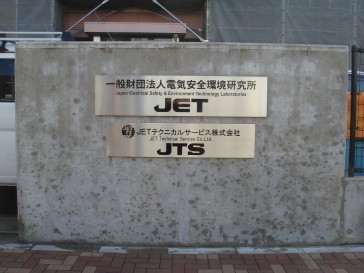 一般財団法人電気安全環境研究所
Japan Electrical Safety & Environment Technology Laboratories
JET
JETテクニカルサービス株式会社
JET Technical Service Co.,Ltd.
JTS